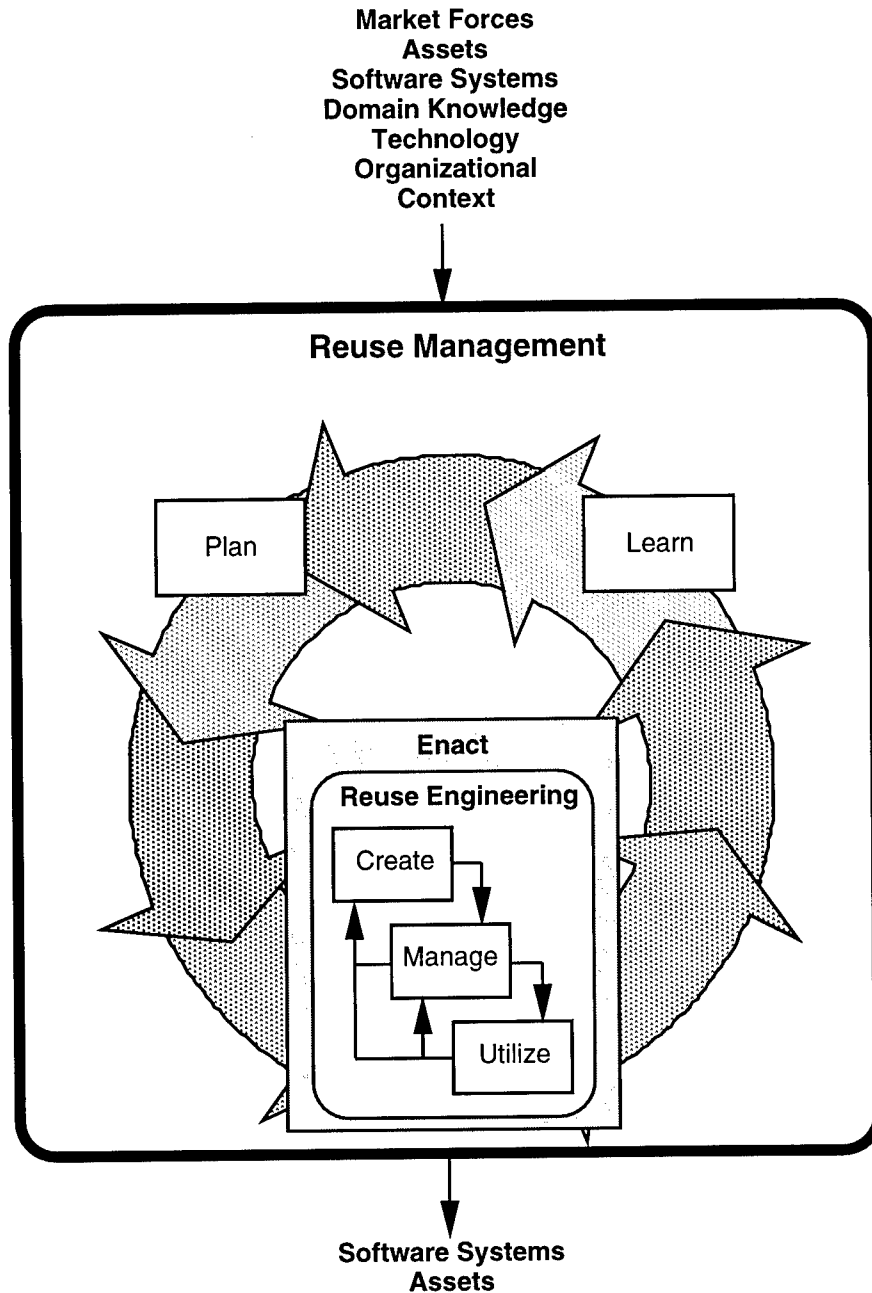 Market Forces
Assets
Software Systems
Domain Knowledge
Technology
Organizational
Context
Reuse Management
Plan
Learn
Enact
Reuse Engineering
Create
Manage
Utilize
Software Systems
Assets